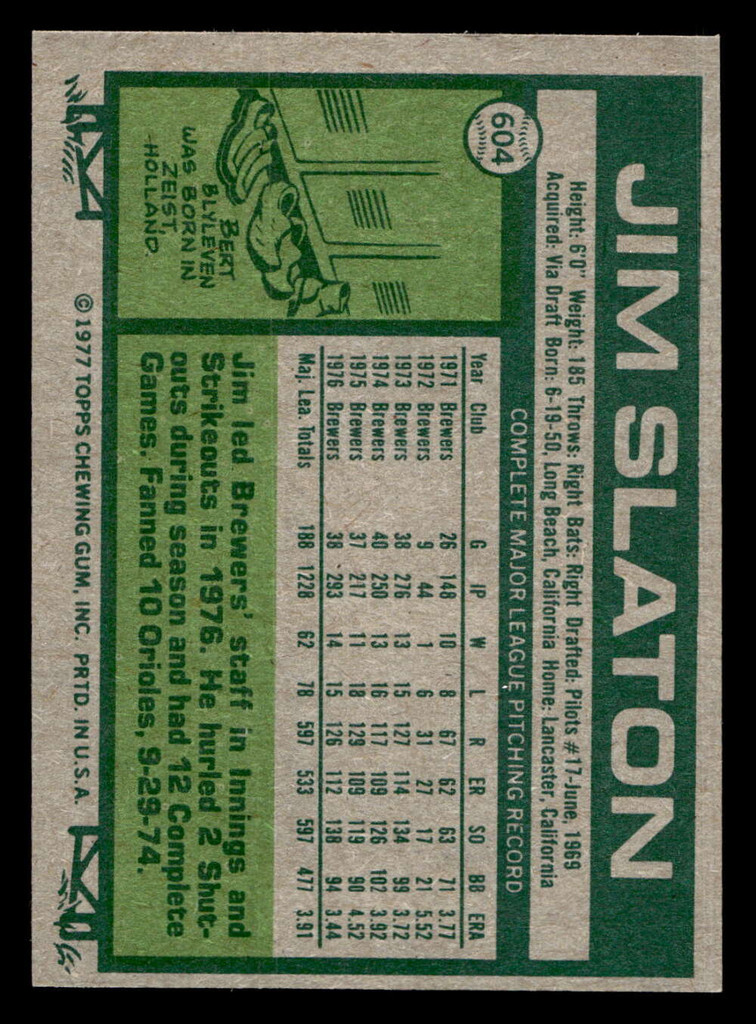 JIM SLATON
604
Height: 6'0" Weight: 185 Throws: Right Bats: Right Drafted: Pilots #17-June, 1969
Acquired: Via Draft Born: 6-19-50, Long Beach, California Home: Lancaster, California
COMPLETE MAJOR LEAGUE PITCHING RECORD
Year Club G IP W L R ER SO BB ERA
1971 Brewers 26 148 10 8 67 62 63 71 3.77
1972 Brewers 9 44 1 6 31 27 17 21 5.52
1973 Brewers 38 276 13 15 127 114 134 99 3.72
1974 Brewers 40 250 13 16 117 109 126 102 3.92
1975 Brewers 37 217 11 18 129 109 119 90 4.52
1976 Brewers 38 293 14 15 126 112 138 94 3.44
Maj. Lea. Totals 188 1228 62 78 597 533 597 477 3.91
BERT
BLYLEVEN
WAS BORN IN
ZEIST,
HOLLAND.
Jim led Brewers' staff in Innings and
Strikeouts in 1976. He hurled 2 Shut-
outs during season and had 12 Complete
Games. Fanned 10 Orioles, 9-29-74.
© 1977 TOPPS CHEWING GUM, INC. PRTD. IN U.S.A.